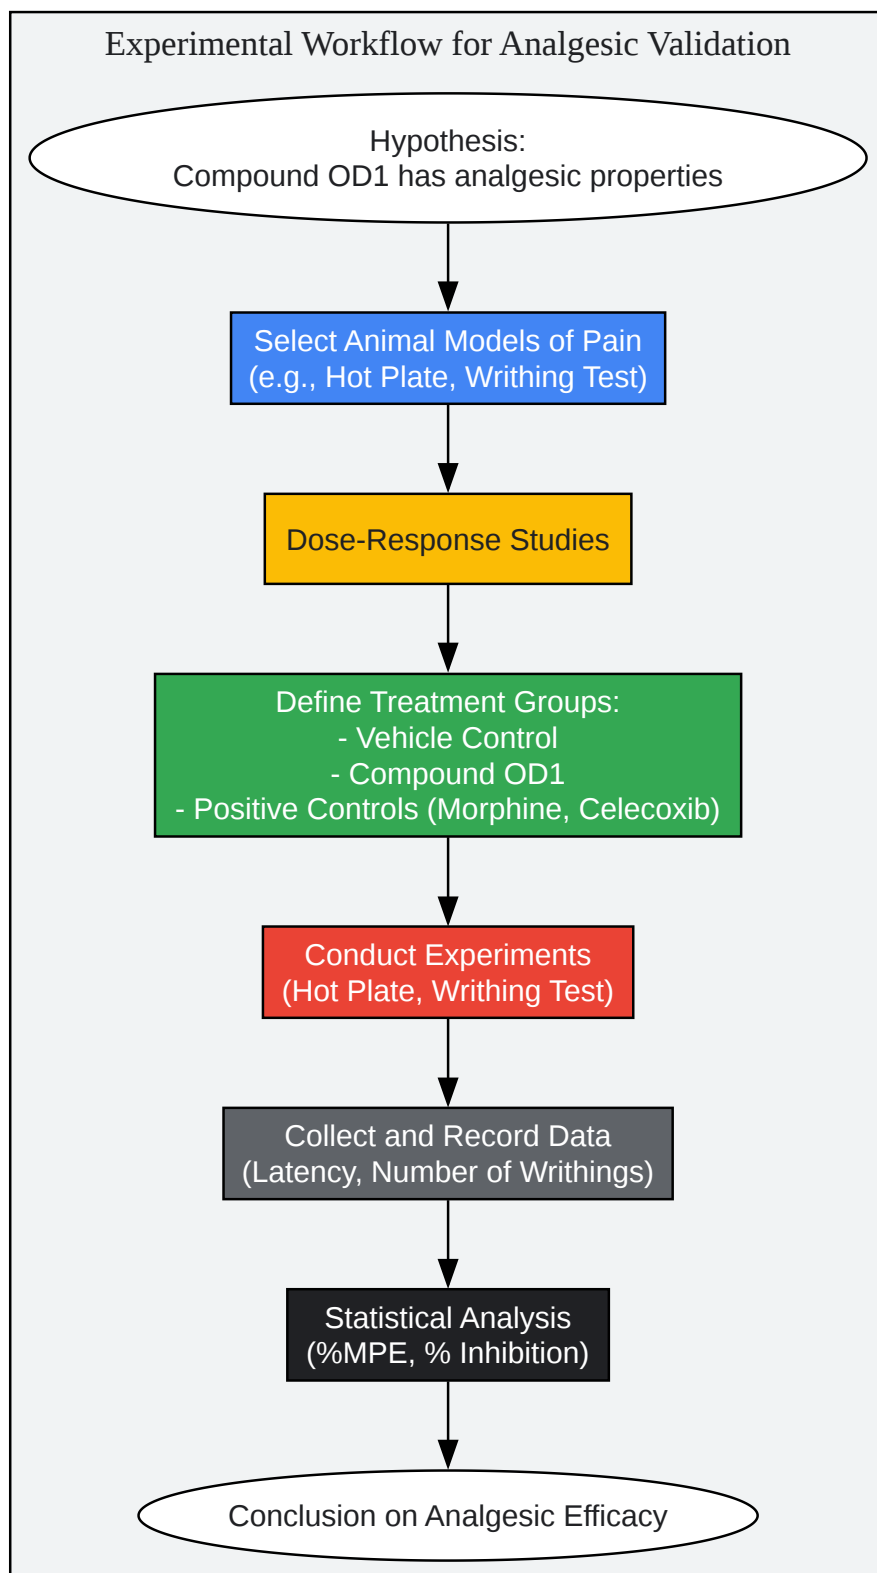 Experimental Workflow for Analgesic Validation
Hypothesis:
Compound OD1 has analgesic properties
Select Animal Models of Pain
(e.g., Hot Plate, Writhing Test)
Dose-Response Studies
Define Treatment Groups:
- Vehicle Control
- Compound OD1
- Positive Controls (Morphine, Celecoxib)
Conduct Experiments
(Hot Plate, Writhing Test)
Collect and Record Data
(Latency, Number of Writhings)
Statistical Analysis
(%MPE, % Inhibition)
Conclusion on Analgesic Efficacy